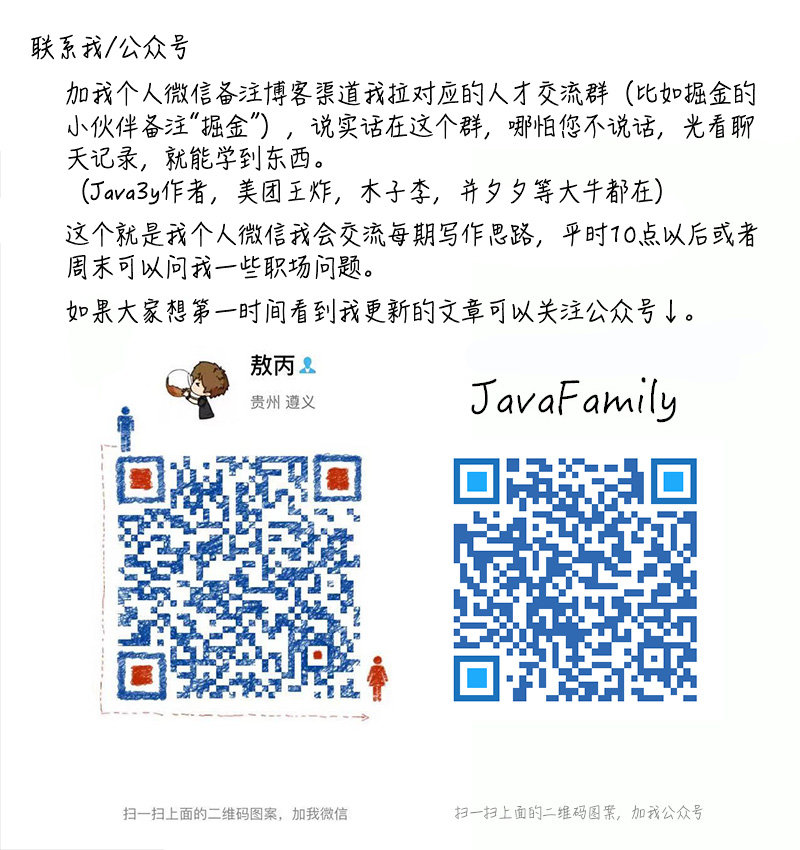 联系我/公众号
加我个人微信备注博客渠道我拉对应的人才交流群（比如掘金的
小伙伴备注“掘金”），说实话在这个群，哪怕您不说话，光看聊
天记录，就能学到东西。
（Java3y作者，美团王炸，木子李，并夕夕等大牛都在）
这个就是我个人微信我会交流每期写作思路，平时10点以后或者
周末可以问我一些职场问题。
如果大家想第一时间看到我更新的文章可以关注公众号↓。
敖丙
贵州 遵义
JavaFamily
扫一扫上面的二维码图案，加我微信
扫一扫上面的二维码图案，加我公众号